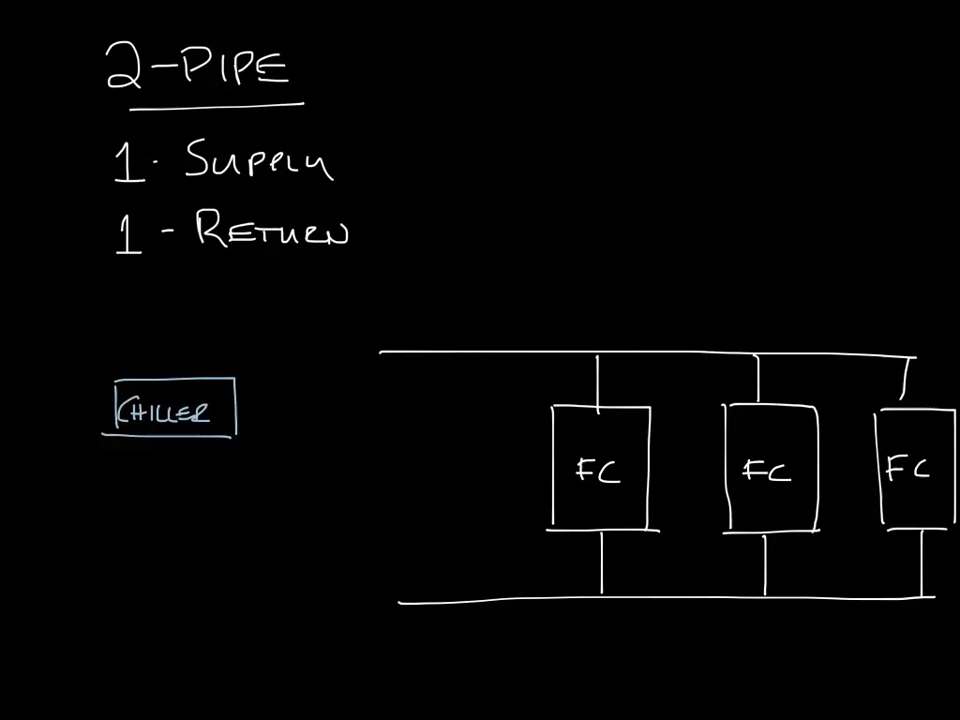 2-PIPE
1 - SUPPLY
1 - RETURN
CHILLER
FC FC FC